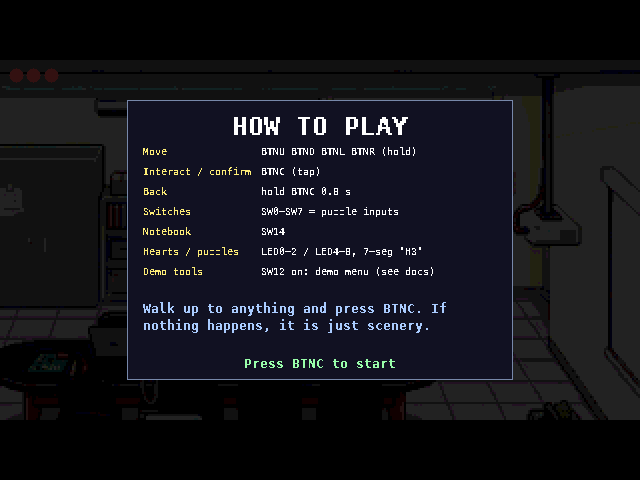 HOW TO PLAY
Move BTNU BTND BTNL BTNR (hold)
Interact / confirm BTNC (tap)
Back hold BTNC 0.8 s
Switches SW0-SW7 = puzzle inputs
Notebook SW14
Hearts / puzzles LED0-2 / LED4-8, 7-seg "H3"
Demo tools SW12 on: demo menu (see docs)
Walk up to anything and press BTNC. If
nothing happens, it is just scenery.
Press BTNC to start